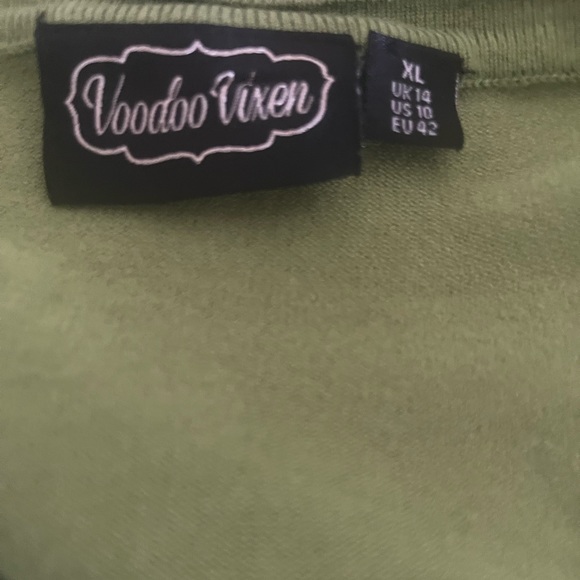 Voodoo Vixen
XL
UK 14
US 10
EU 42